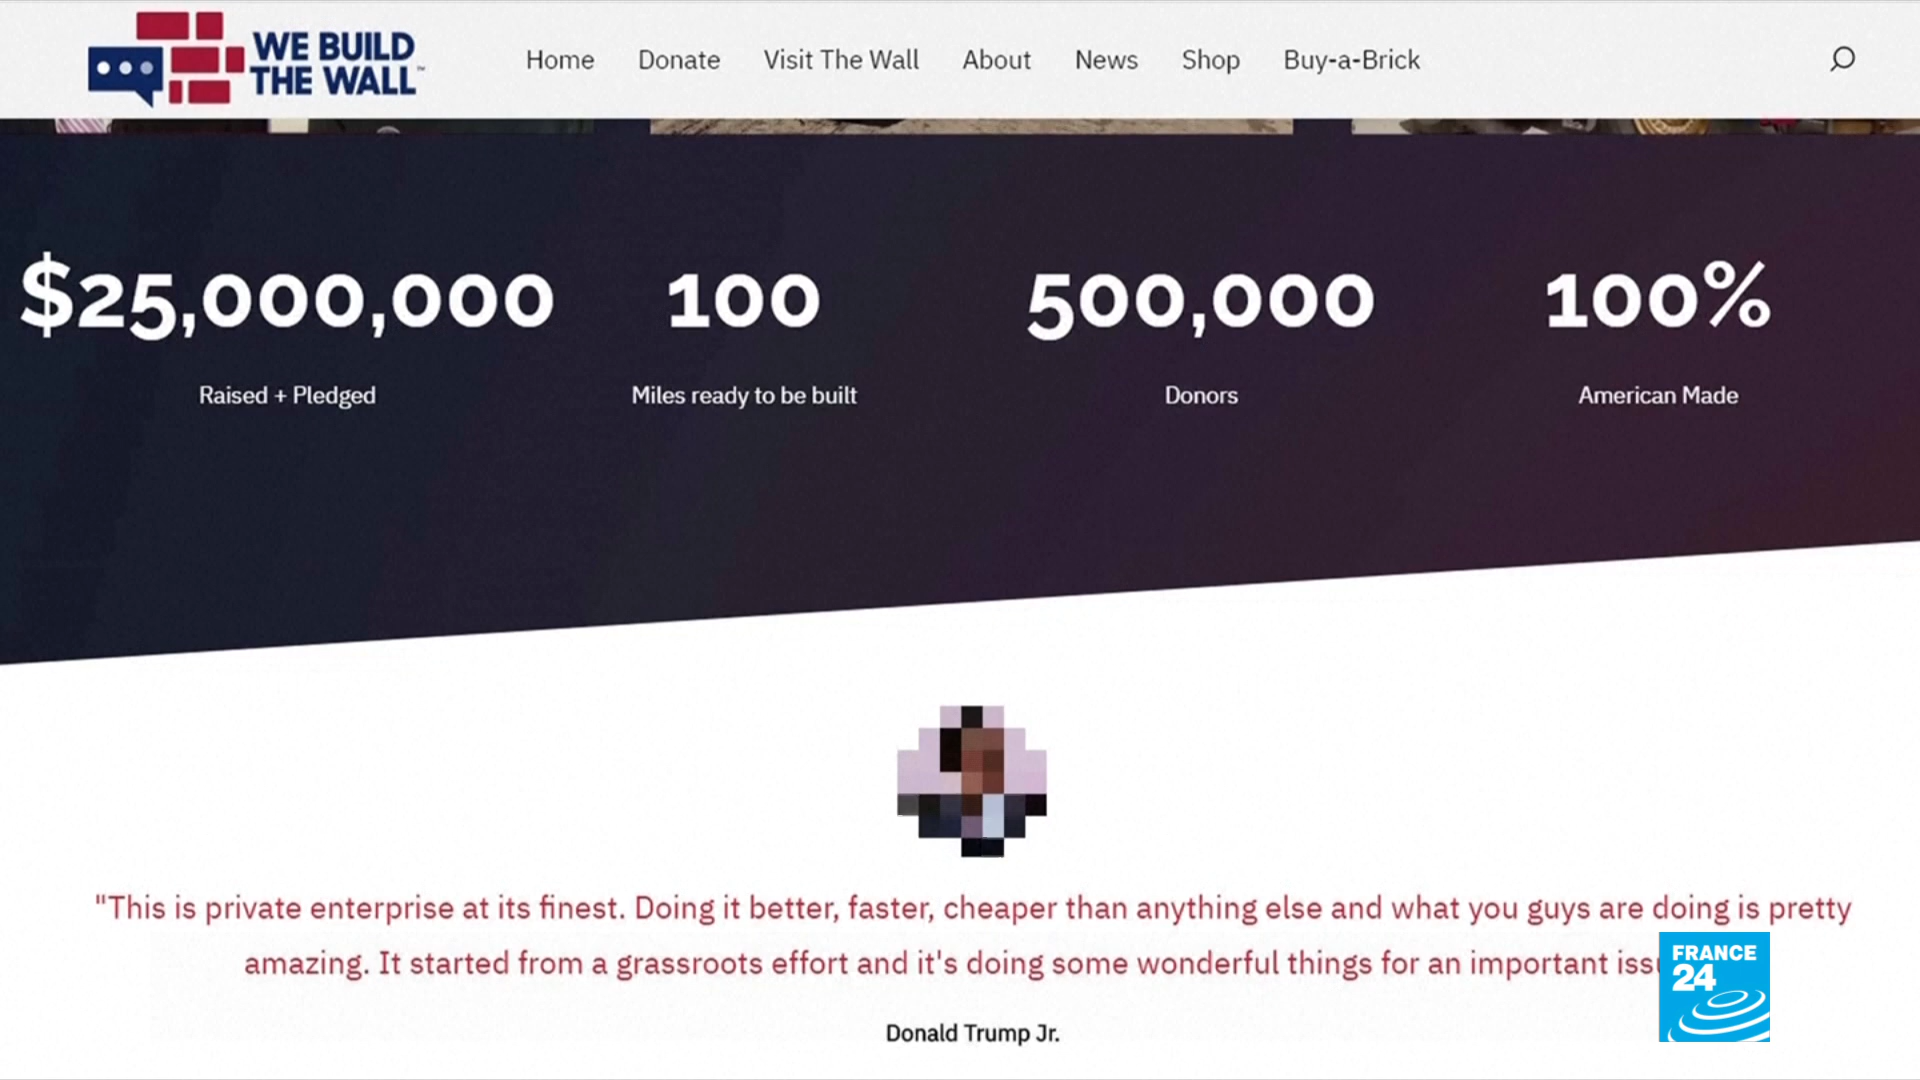 WE BUILD
THE WALL™
Home Donate Visit The Wall About News Shop Buy-a-Brick
$25,000,000 100 500,000 100%
Raised + Pledged Miles ready to be built Donors American Made
"This is private enterprise at its finest. Doing it better, faster, cheaper than anything else and what you guys are doing is pretty
amazing. It started from a grassroots effort and it's doing some wonderful things for an important
Donald Trump Jr.
FRANCE
24